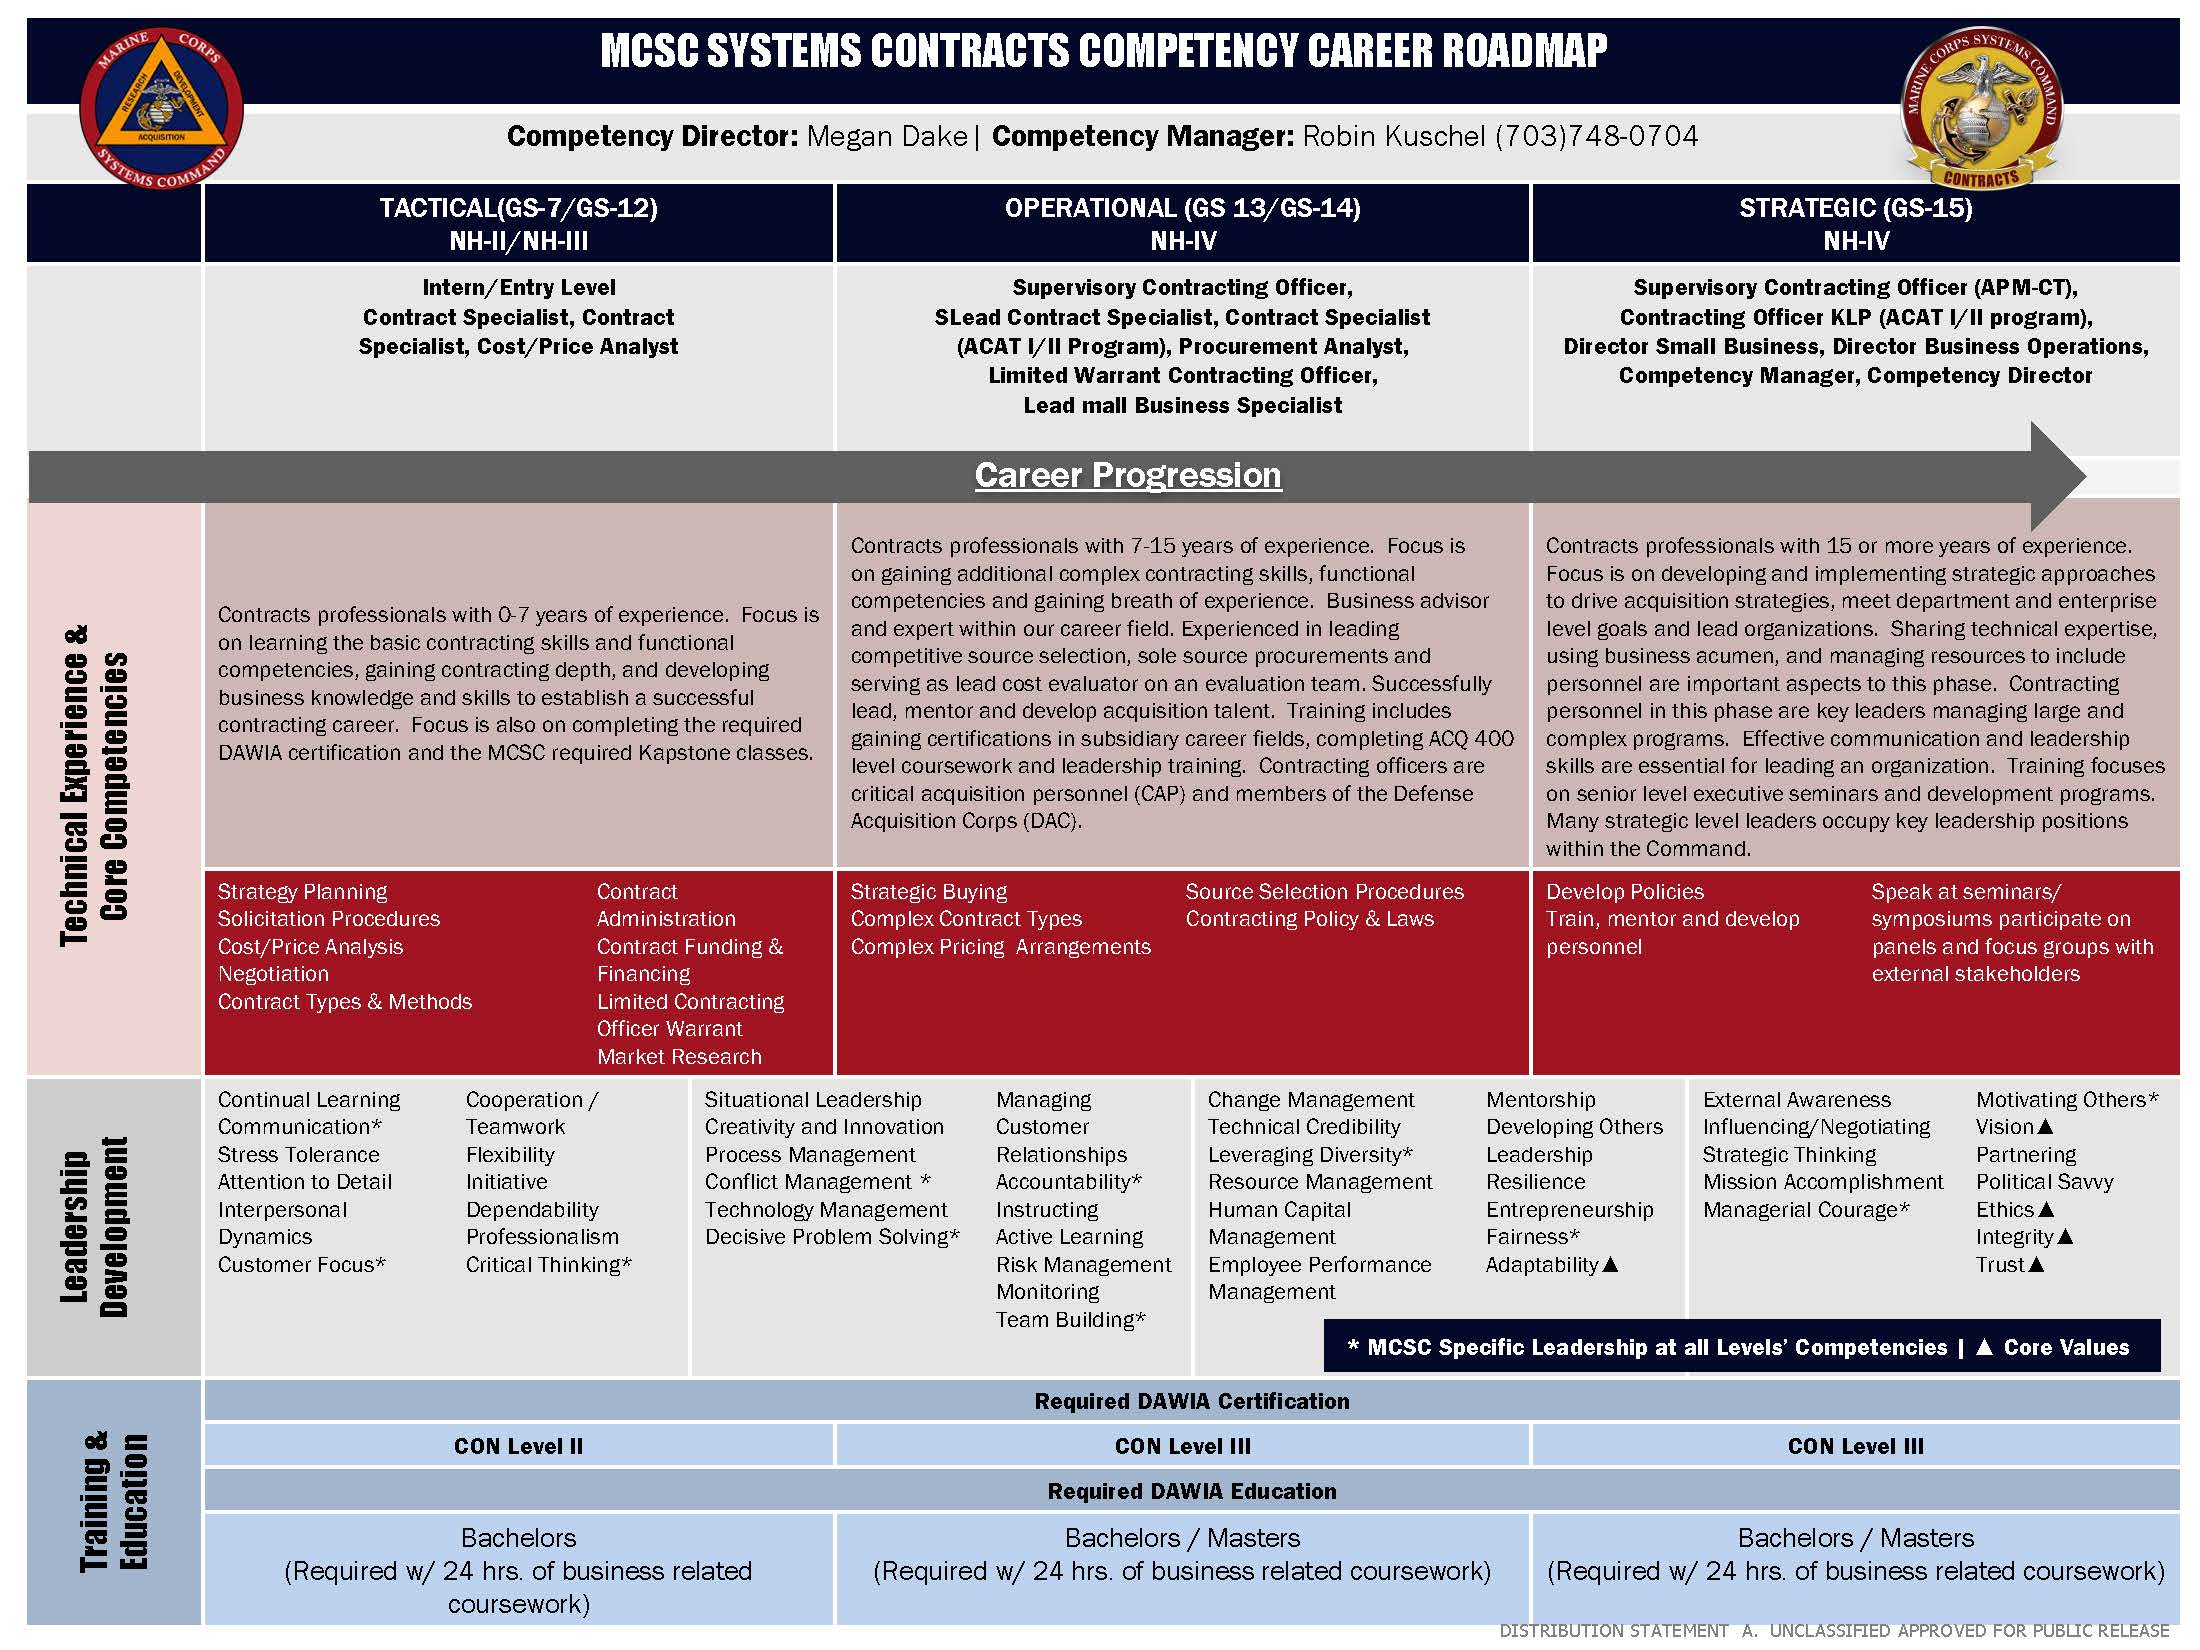 MCSC SYSTEMS CONTRACTS COMPETENCY CAREER ROADMAP
MARINE CORPS
RESEARCH
DEVELOPMENT
ACQUISITION
SYSTEMS COMMAND
MARINE CORPS SYSTEMS COMMAND
CONTRACTS
Competency Director: Megan Dake| Competency Manager: Robin Kuschel (703)748-0704
TACTICAL(GS-7/GS-12)
NH-II/NH-III
OPERATIONAL (GS 13/GS-14)
NH-IV
STRATEGIC (GS-15)
NH-IV
Intern/Entry Level
Contract Specialist, Contract
Specialist, Cost/Price Analyst
Supervisory Contracting Officer,
SLead Contract Specialist, Contract Specialist
(ACAT I/II Program), Procurement Analyst,
Limited Warrant Contracting Officer,
Lead mall Business Specialist
Supervisory Contracting Officer (APM-CT),
Contracting Officer KLP (ACAT I/II program),
Director Small Business, Director Business Operations,
Competency Manager, Competency Director
Career Progression
Technical Experience &
Core Competencies
Contracts professionals with 0-7 years of experience.  Focus is
on learning the basic contracting skills and functional
competencies, gaining contracting depth, and developing
business knowledge and skills to establish a successful
contracting career.  Focus is also on completing the required
DAWIA certification and the MCSC required Kapstone classes.
Contracts professionals with 7-15 years of experience.  Focus is
on gaining additional complex contracting skills, functional
competencies and gaining breath of experience.  Business advisor
and expert within our career field. Experienced in leading
competitive source selection, sole source procurements and
serving as lead cost evaluator on an evaluation team. Successfully
lead, mentor and develop acquisition talent.  Training includes
gaining certifications in subsidiary career fields, completing ACQ 400
level coursework and leadership training.  Contracting officers are
critical acquisition personnel (CAP) and members of the Defense
Acquisition Corps (DAC).
Contracts professionals with 15 or more years of experience.
Focus is on developing and implementing strategic approaches
to drive acquisition strategies, meet department and enterprise
level goals and lead organizations.  Sharing technical expertise,
using business acumen, and managing resources to include
personnel are important aspects to this phase.  Contracting
personnel in this phase are key leaders managing large and
complex programs.  Effective communication and leadership
skills are essential for leading an organization.  Training focuses
on senior level executive seminars and development programs.
Many strategic level leaders occupy key leadership positions
within the Command.
Strategy Planning
Solicitation Procedures
Cost/Price Analysis
Negotiation
Contract Types & Methods
Contract
Administration
Contract Funding &
Financing
Limited Contracting
Officer Warrant
Market Research
Strategic Buying
Complex Contract Types
Complex Pricing  Arrangements
Source Selection Procedures
Contracting Policy & Laws
Develop Policies
Train, mentor and develop
personnel
Speak at seminars/
symposiums participate on
panels and focus groups with
external stakeholders
Leadership
Development
Continual Learning
Communication*
Stress Tolerance
Attention to Detail
Interpersonal
Dynamics
Customer Focus*
Cooperation /
Teamwork
Flexibility
Initiative
Dependability
Professionalism
Critical Thinking*
Situational Leadership
Creativity and Innovation
Process Management
Conflict Management *
Technology Management
Decisive Problem Solving*
Managing
Customer
Relationships
Accountability*
Instructing
Active Learning
Risk Management
Monitoring
Team Building*
Change Management
Technical Credibility
Leveraging Diversity*
Resource Management
Human Capital
Management
Employee Performance
Management
Mentorship
Developing Others
Leadership
Resilience
Entrepreneurship
Fairness*
Adaptability▲
External Awareness
Influencing/Negotiating
Strategic Thinking
Mission Accomplishment
Managerial Courage*
Motivating Others*
Vision▲
Partnering
Political Savvy
Ethics▲
Integrity▲
Trust▲
* MCSC Specific Leadership at all Levels’ Competencies | ▲ Core Values
Training &
Education
Required DAWIA Certification
CON Level II
CON Level III
CON Level III
Required DAWIA Education
Bachelors
(Required w/ 24 hrs. of business related
coursework)
Bachelors / Masters
(Required w/ 24 hrs. of business related coursework)
Bachelors / Masters
(Required w/ 24 hrs. of business related coursework)
DISTRIBUTION STATEMENT  A.  UNCLASSIFIED APPROVED FOR PUBLIC RELEASE